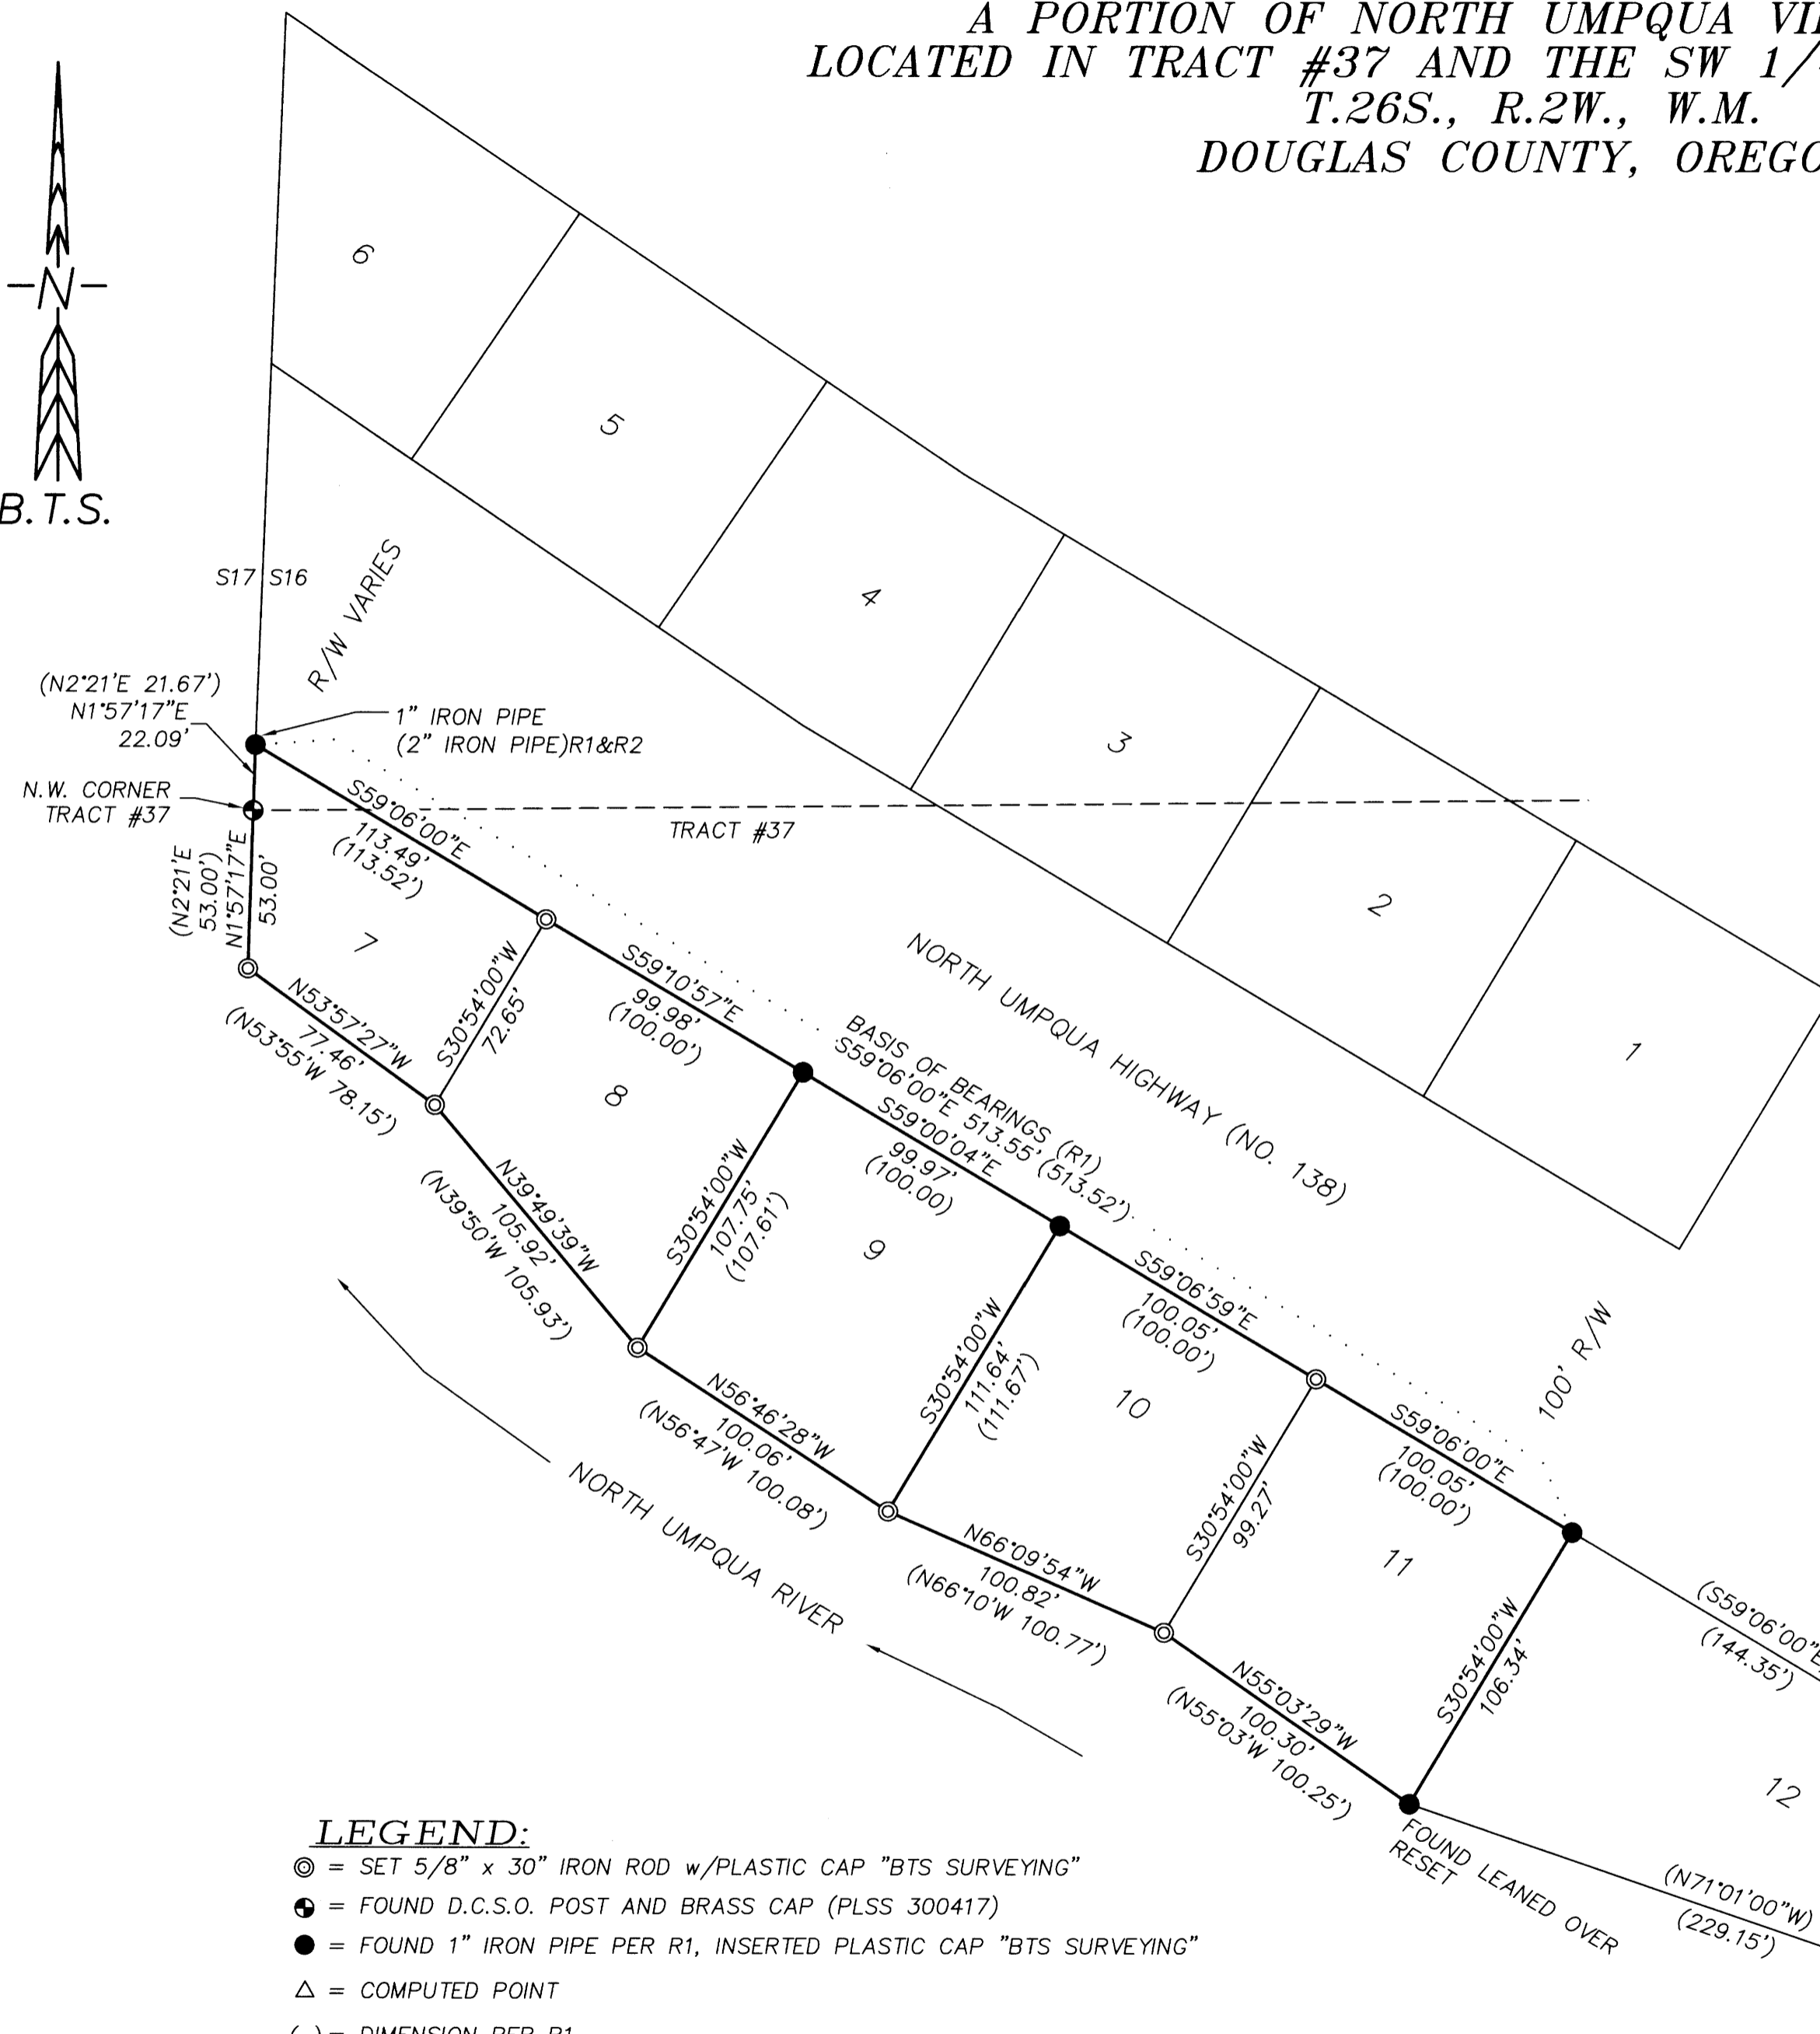 A PORTION OF NORTH UMPQUA
LOCATED IN TRACT #37 AND THE SW
T.26S., R.2W., W.M.
DOUGLAS COUNTY,
N
B.T.S.
6
5
4
3
2
1
S17 S16
R/W VARIES
(N2°21'E 21.67')
N1°57'17"E
22.09'
1" IRON PIPE
(2" IRON PIPE)R1&R2
N.W. CORNER
TRACT #37
TRACT #37
(N2°21'E
53.00')
N1°57'17"E
53.00'
S59°06'00"E
113.49'
(113.52')
7
N53°57'27"W
77.46'
(N53°55'W 78.15')
S30°54'00"W
72.65'
S59°10'57"E
99.98'
(100.00')
8
N39°49'39"W
105.92'
(N39°50'W 105.93')
S30°54'00"W
107.75'
(107.61')
BASIS OF BEARINGS (R1)
S59°06'00"E 513.55' (513.52')
S59°00'04"E
99.97'
(100.00)
9
N56°46'28"W
100.06'
(N56°47'W 100.08')
S30°54'00"W
111.64'
(111.67')
NORTH UMPQUA HIGHWAY (NO. 138)
S59°06'59"E
100.05'
(100.00')
10
N66°09'54"W
100.82'
(N66°10'W 100.77')
S30°54'00"W
99.27'
100' R/W
S59°06'00"E
100.05'
(100.00')
11
N55°03'29"W
100.30'
(N55°03'W 100.25')
S30°54'00"W
106.34'
(S59°06'00"E
(144.35')
12
NORTH UMPQUA RIVER
FOUND LEANED OVER
RESET
(N71°01'00"W)
(229.15')
LEGEND:
= SET 5/8" x 30" IRON ROD w/PLASTIC CAP "BTS SURVEYING"
= FOUND D.C.S.O. POST AND BRASS CAP (PLSS 300417)
= FOUND 1" IRON PIPE PER R1, INSERTED PLASTIC CAP "BTS SURVEYING"
= COMPUTED POINT
( ) = DIMENSION PER R1